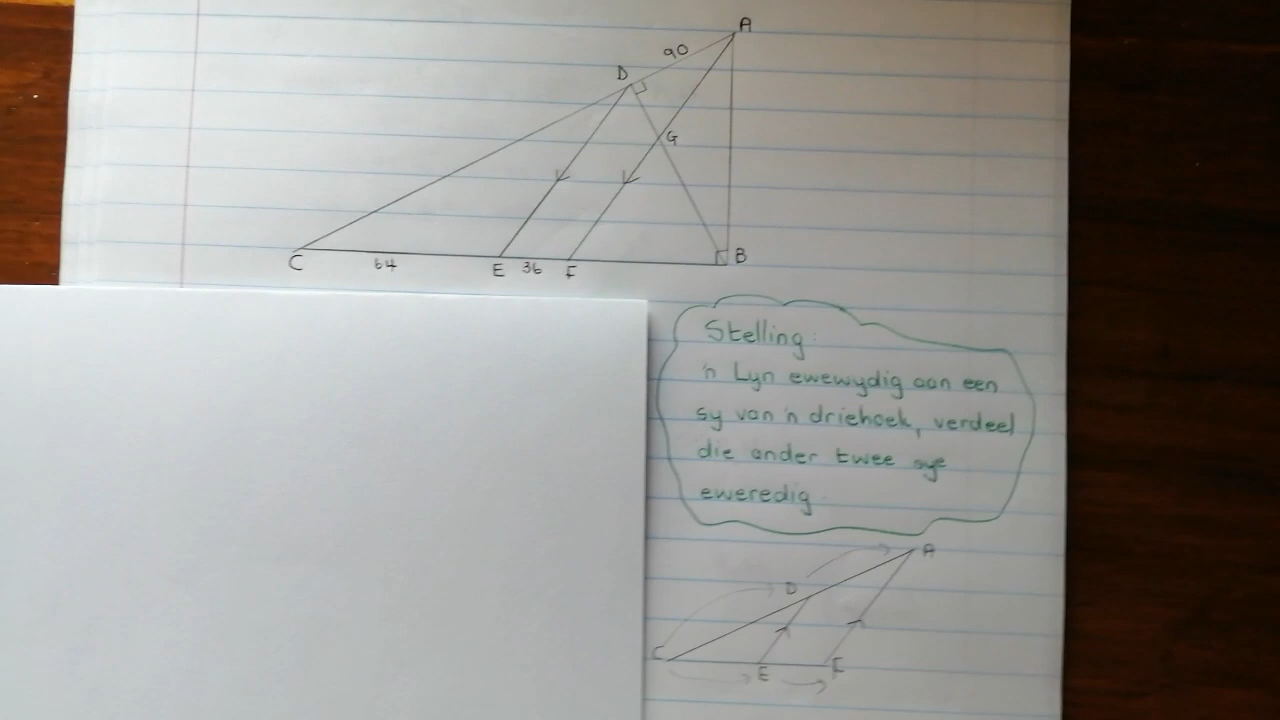 A
90
D
G
C
64
E
36
F
B
Stelling:
'n Lyn ewewydig aan een
sy van 'n driehoek, verdeel
die ander twee sye
eweredig.
A
D
C
E
F